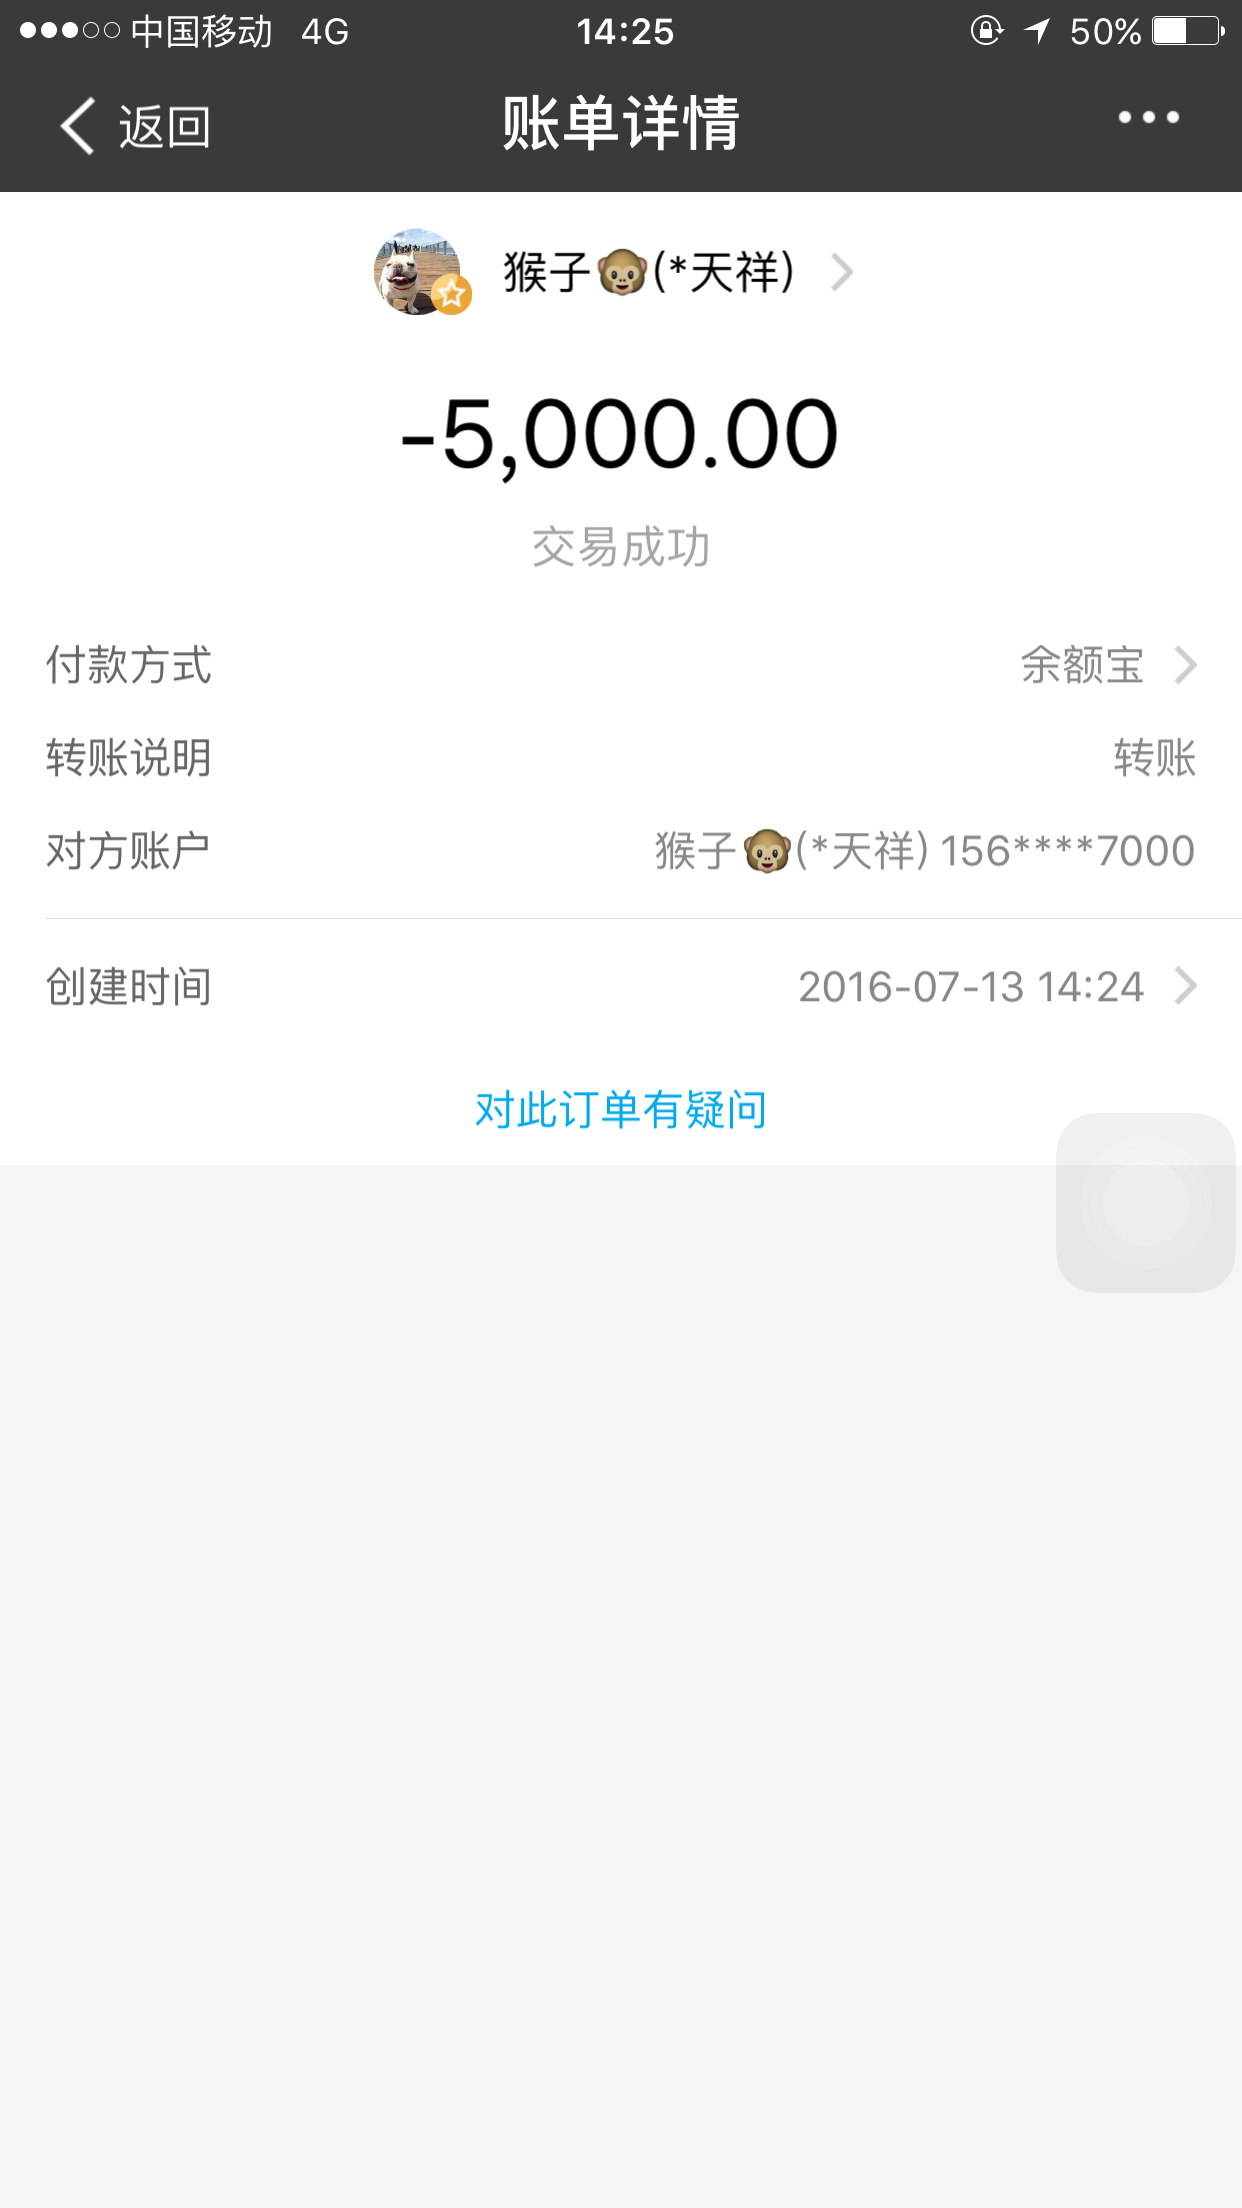 中国移动 4G 14:25 50%
返回 账单详情
猴子🐵(*天祥)
-5,000.00
交易成功
付款方式 余额宝
转账说明 转账
对方账户 猴子🐵(*天祥) 156****7000
创建时间 2016-07-13 14:24
对此订单有疑问